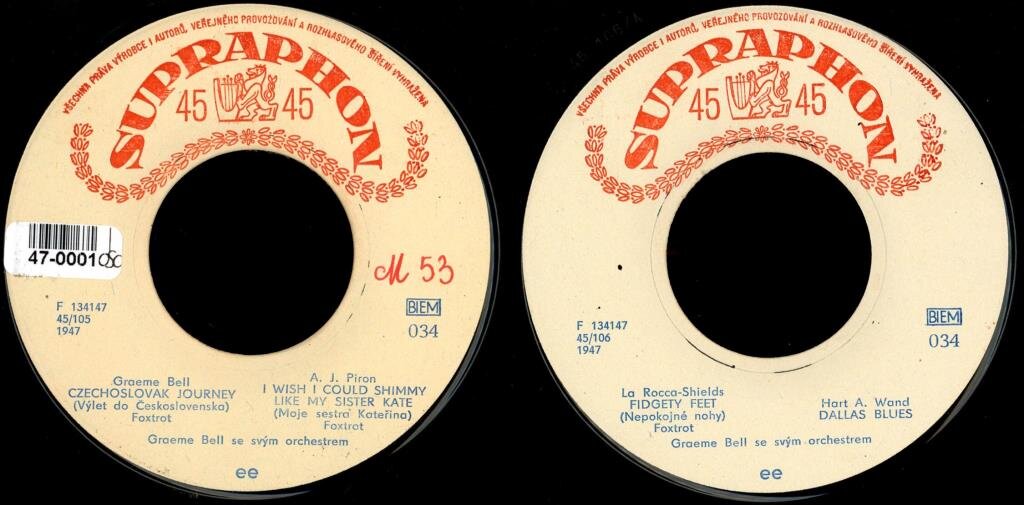 VŠECHNA PRÁVA VÝROBCE I AUTORŮ, VEŘEJNÉHO PROVOZOVÁNÍ A ROZHLASOVÉHO ŠÍŘENÍ VYHRAŽENA
SUPRAPHON
45 45
47-0001
M 53
F 134147
45/105
1947
BIEM
034
Graeme Bell
CZECHOSLOVAK JOURNEY
(Výlet do Československa)
Foxtrot
A. J. Piron
I WISH I COULD SHIMMY
LIKE MY SISTER KATE
(Moje sestra Kateřina)
Foxtrot
Graeme Bell se svým orchestrem
ee
VŠECHNA PRÁVA VÝROBCE I AUTORŮ, VEŘEJNÉHO PROVOZOVÁNÍ A ROZHLASOVÉHO ŠÍŘENÍ VYHRAŽENA
SUPRAPHON
45 45
F 134147
45/106
1947
BIEM
034
La Rocca-Shields
FIDGETY FEET
(Nepokojné nohy)
Foxtrot
Hart A. Wand
DALLAS BLUES
Graeme Bell se svým orchestrem
ee